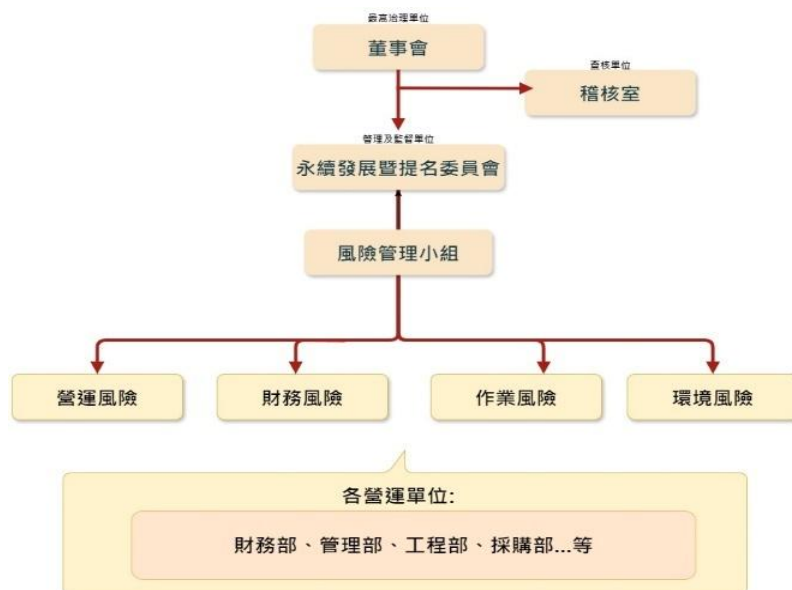 最高治理單位
董事會
查核單位
稽核室
管理及監督單位
永續發展暨提名委員會
風險管理小組
營運風險
財務風險
作業風險
環境風險
各營運單位:
財務部、管理部、工程部、採購部...等